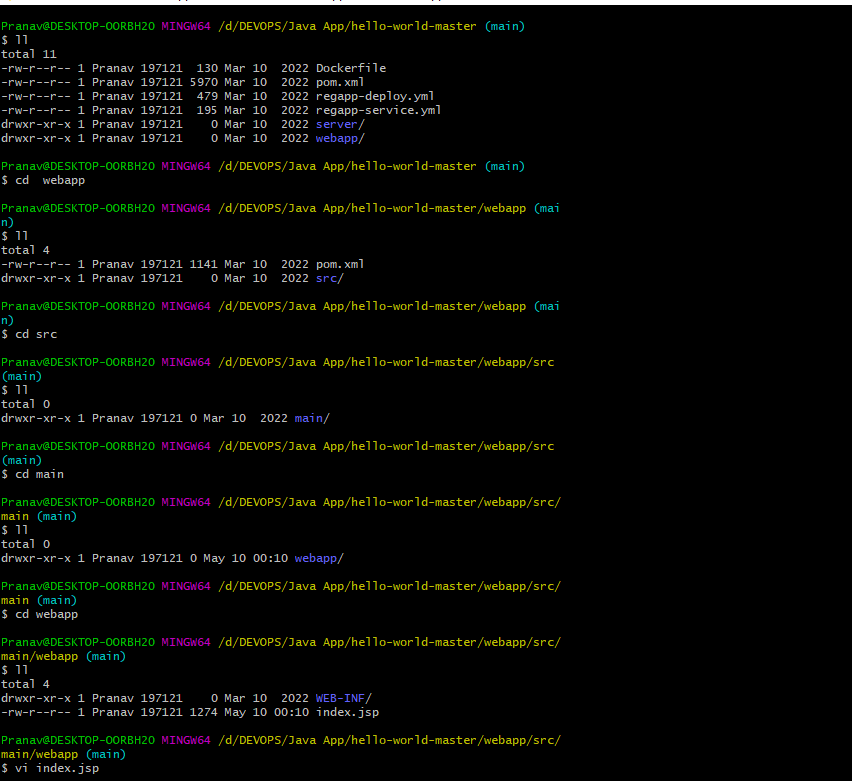 Pranav@DESKTOP-OORBH2O MINGW64 /d/DEVOPS/Java App/hello-world-master (main)
$ ll
total 11
-rw-r--r-- 1 Pranav 197121  130 Mar 10  2022 Dockerfile
-rw-r--r-- 1 Pranav 197121 5970 Mar 10  2022 pom.xml
-rw-r--r-- 1 Pranav 197121  479 Mar 10  2022 regapp-deploy.yml
-rw-r--r-- 1 Pranav 197121  195 Mar 10  2022 regapp-service.yml
drwxr-xr-x 1 Pranav 197121    0 Mar 10  2022 server/
drwxr-xr-x 1 Pranav 197121    0 Mar 10  2022 webapp/
Pranav@DESKTOP-OORBH2O MINGW64 /d/DEVOPS/Java App/hello-world-master (main)
$ cd  webapp
Pranav@DESKTOP-OORBH2O MINGW64 /d/DEVOPS/Java App/hello-world-master/webapp (mai
n)
$ ll
total 4
-rw-r--r-- 1 Pranav 197121 1141 Mar 10  2022 pom.xml
drwxr-xr-x 1 Pranav 197121    0 Mar 10  2022 src/
Pranav@DESKTOP-OORBH2O MINGW64 /d/DEVOPS/Java App/hello-world-master/webapp (mai
n)
$ cd src
Pranav@DESKTOP-OORBH2O MINGW64 /d/DEVOPS/Java App/hello-world-master/webapp/src
(main)
$ ll
total 0
drwxr-xr-x 1 Pranav 197121 0 Mar 10  2022 main/
Pranav@DESKTOP-OORBH2O MINGW64 /d/DEVOPS/Java App/hello-world-master/webapp/src
(main)
$ cd main
Pranav@DESKTOP-OORBH2O MINGW64 /d/DEVOPS/Java App/hello-world-master/webapp/src/
main (main)
$ ll
total 0
drwxr-xr-x 1 Pranav 197121 0 May 10 00:10 webapp/
Pranav@DESKTOP-OORBH2O MINGW64 /d/DEVOPS/Java App/hello-world-master/webapp/src/
main (main)
$ cd webapp
Pranav@DESKTOP-OORBH2O MINGW64 /d/DEVOPS/Java App/hello-world-master/webapp/src/
main/webapp (main)
$ ll
total 4
drwxr-xr-x 1 Pranav 197121    0 Mar 10  2022 WEB-INF/
-rw-r--r-- 1 Pranav 197121 1274 May 10 00:10 index.jsp
Pranav@DESKTOP-OORBH2O MINGW64 /d/DEVOPS/Java App/hello-world-master/webapp/src/
main/webapp (main)
$ vi index.jsp